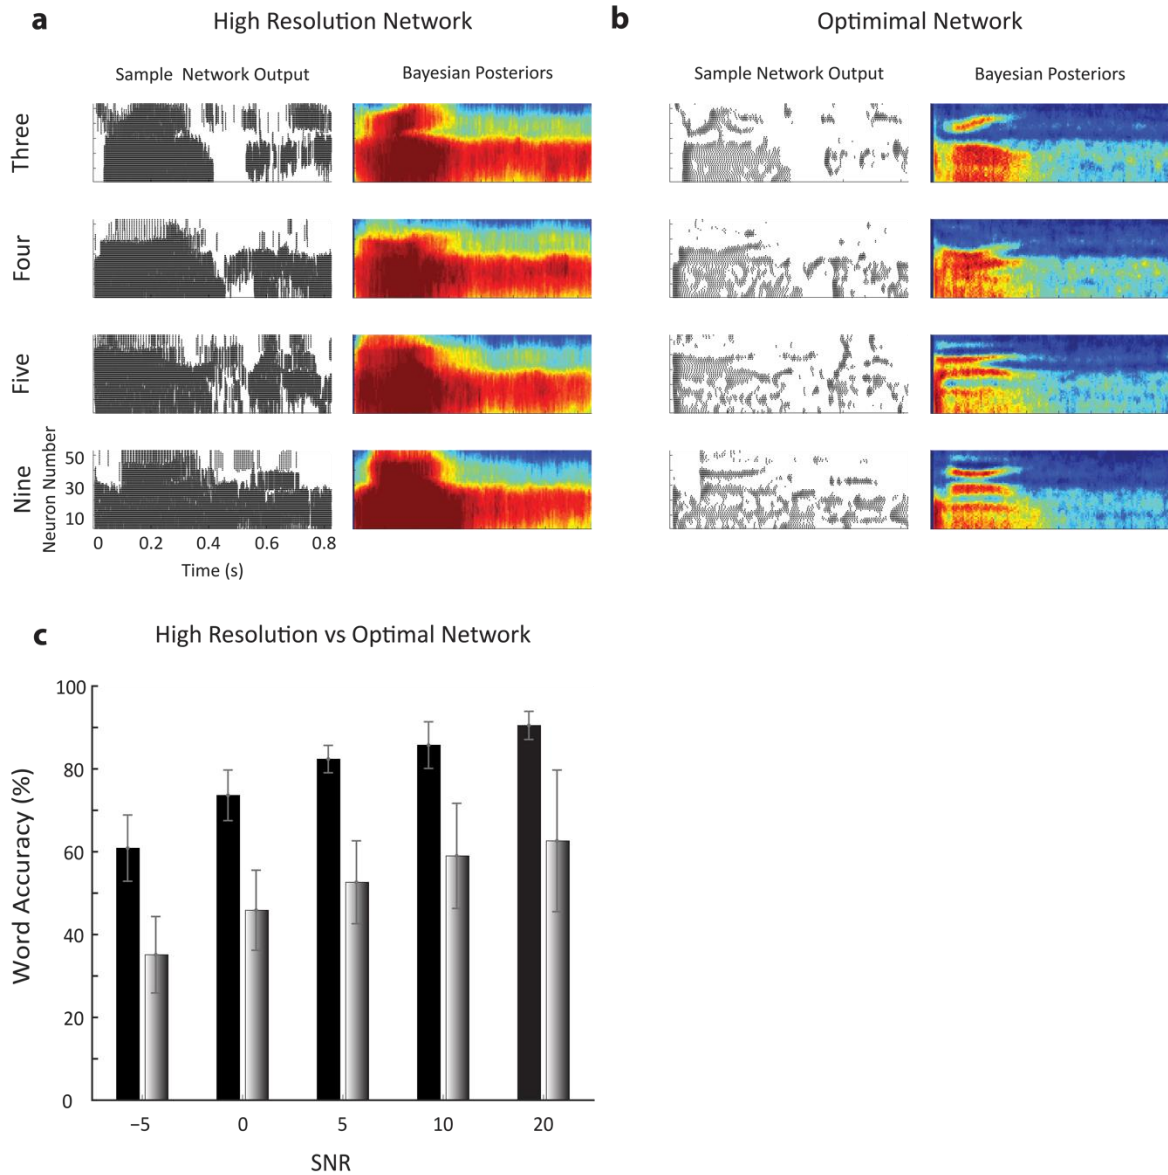 a High Resolution Network
b Optimimal Network
Sample Network Output
Bayesian Posteriors
Sample Network Output
Bayesian Posteriors
Three
Four
Five
Nine
Neuron Number
50
30
10
0 0.2 0.4 0.6 0.8
Time (s)
c High Resolution vs Optimal Network
Word Accuracy (%)
100
80
60
40
20
0
−5 0 5 10 20
SNR